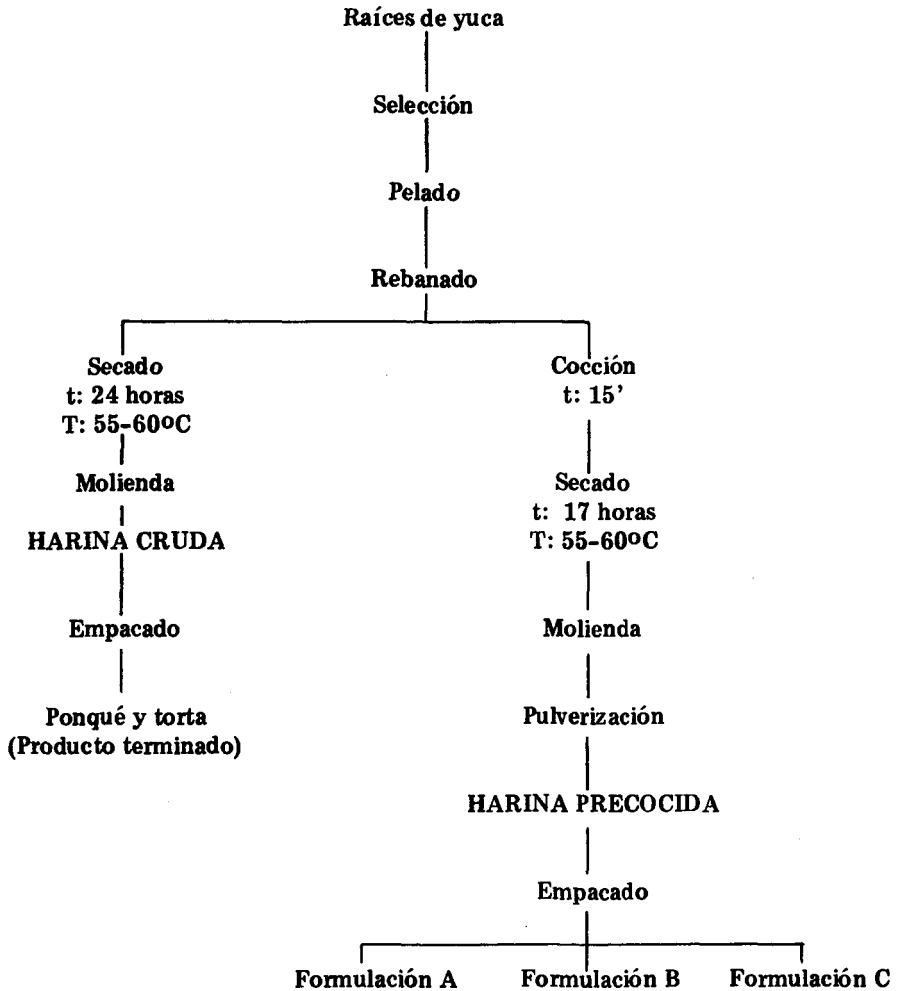 Raíces de yuca
Selección
Pelado
Rebanado
Secado
t: 24 horas
T: 55-60ºC
Molienda
HARINA CRUDA
Empacado
Ponqué y torta
(Producto terminado)
Cocción
t: 15’
Secado
t: 17 horas
T: 55-60ºC
Molienda
Pulverización
HARINA PRECOCIDA
Empacado
Formulación A Formulación B Formulación C